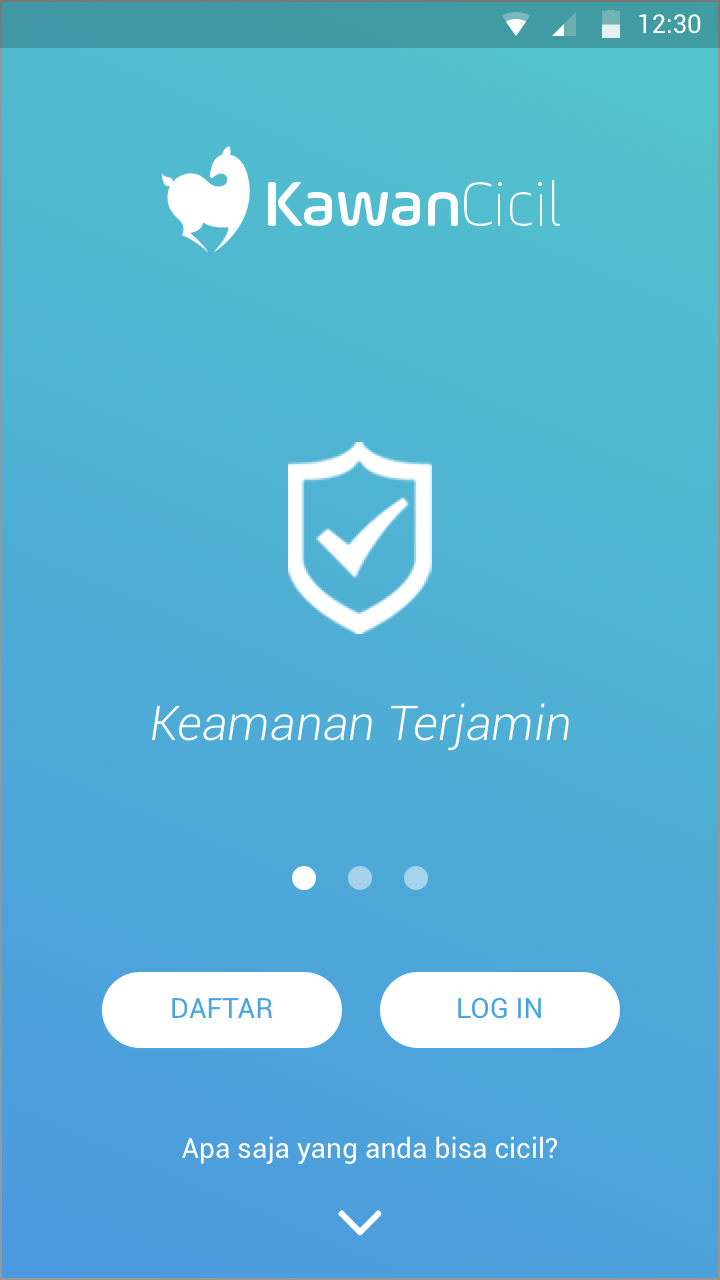 12:30
KawanCicil
Keamanan Terjamin
DAFTAR LOG IN
Apa saja yang anda bisa cicil?